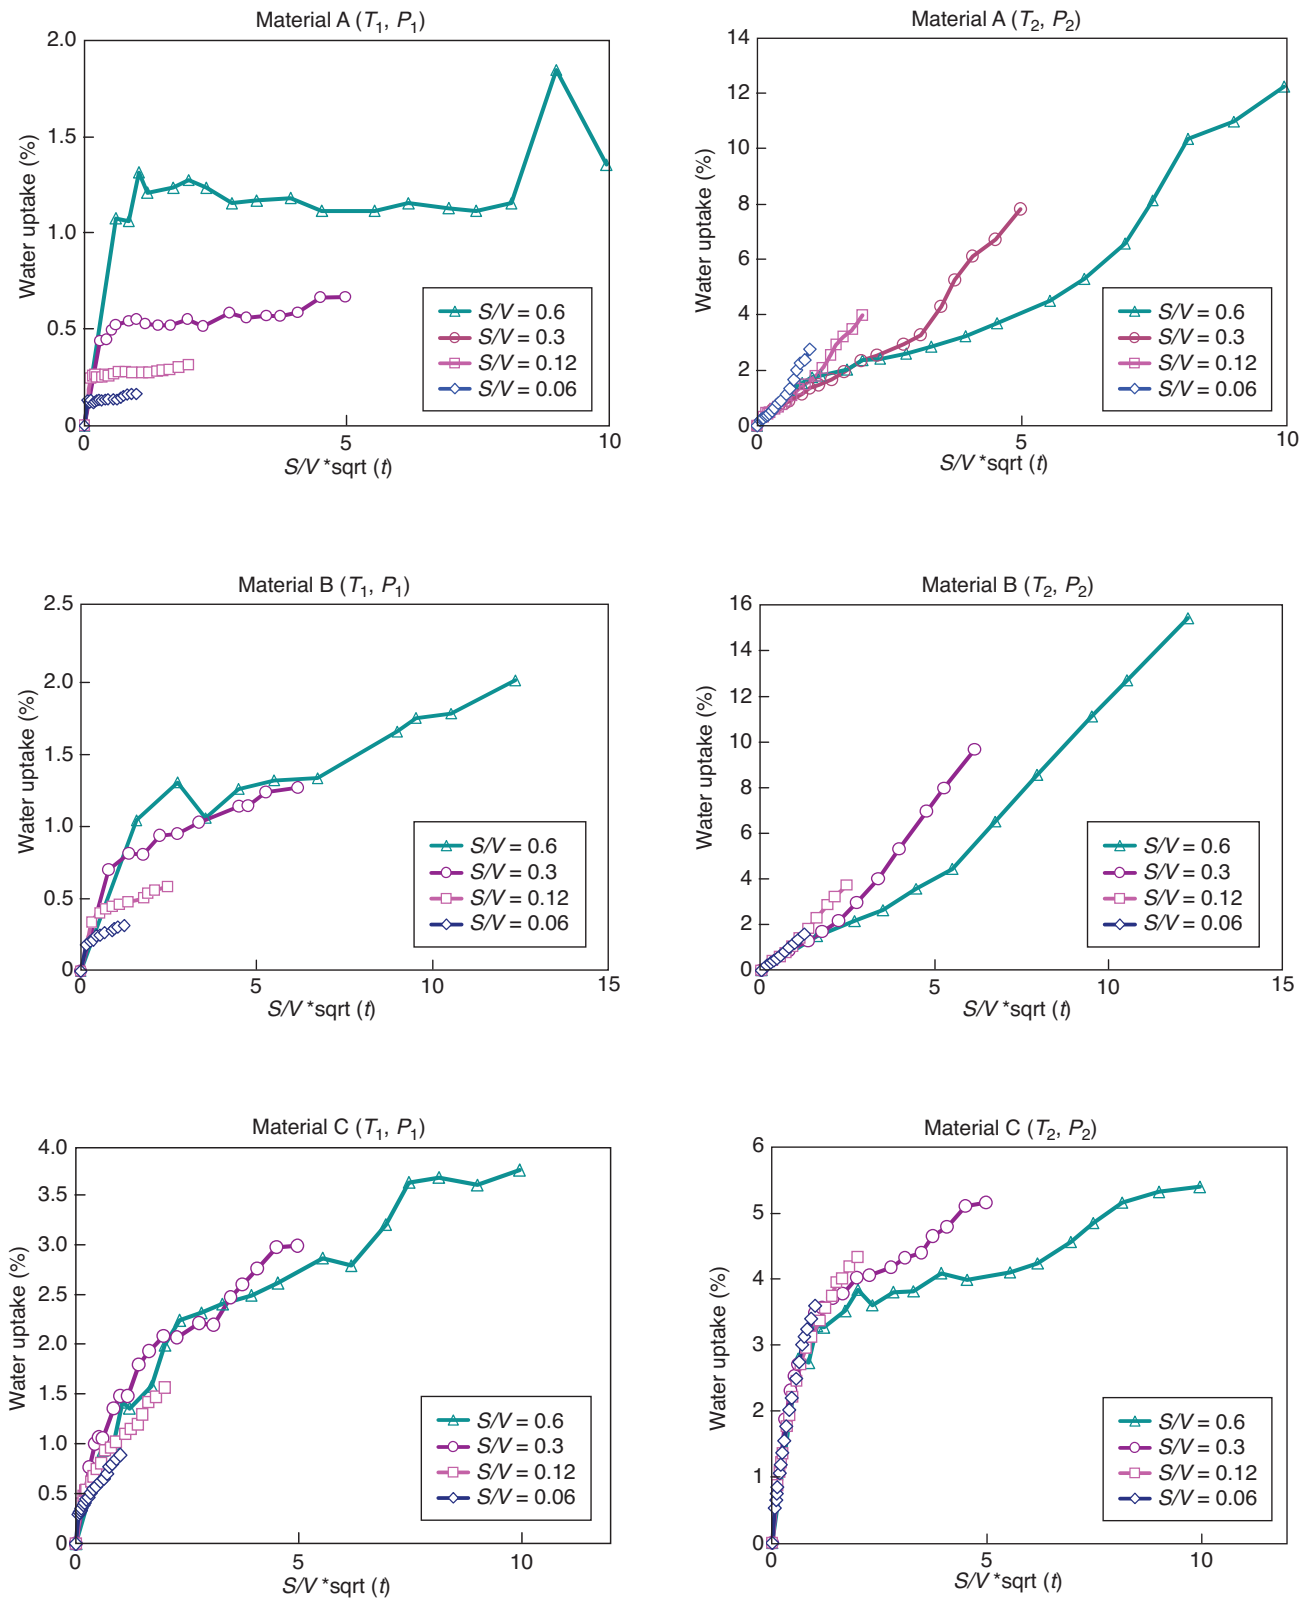 Material A (T1, P1)
2.0
1.5
1.0
0.5
0
0
5
10
Water uptake (%)
S/V *sqrt (t)
S/V = 0.6
S/V = 0.3
S/V = 0.12
S/V = 0.06
Material A (T2, P2)
14
12
10
8
6
4
2
0
0
5
10
Water uptake (%)
S/V *sqrt (t)
S/V = 0.6
S/V = 0.3
S/V = 0.12
S/V = 0.06
Material B (T1, P1)
2.5
2.0
1.5
1.0
0.5
0
0
5
10
15
Water uptake (%)
S/V *sqrt (t)
S/V = 0.6
S/V = 0.3
S/V = 0.12
S/V = 0.06
Material B (T2, P2)
16
14
12
10
8
6
4
2
0
0
5
10
15
Water uptake (%)
S/V *sqrt (t)
S/V = 0.6
S/V = 0.3
S/V = 0.12
S/V = 0.06
Material C (T1, P1)
4.0
3.5
3.0
2.5
2.0
1.5
1.0
0.5
0
0
5
10
Water uptake (%)
S/V *sqrt (t)
S/V = 0.6
S/V = 0.3
S/V = 0.12
S/V = 0.06
Material C (T2, P2)
6
5
4
3
2
1
0
0
5
10
Water uptake (%)
S/V *sqrt (t)
S/V = 0.6
S/V = 0.3
S/V = 0.12
S/V = 0.06